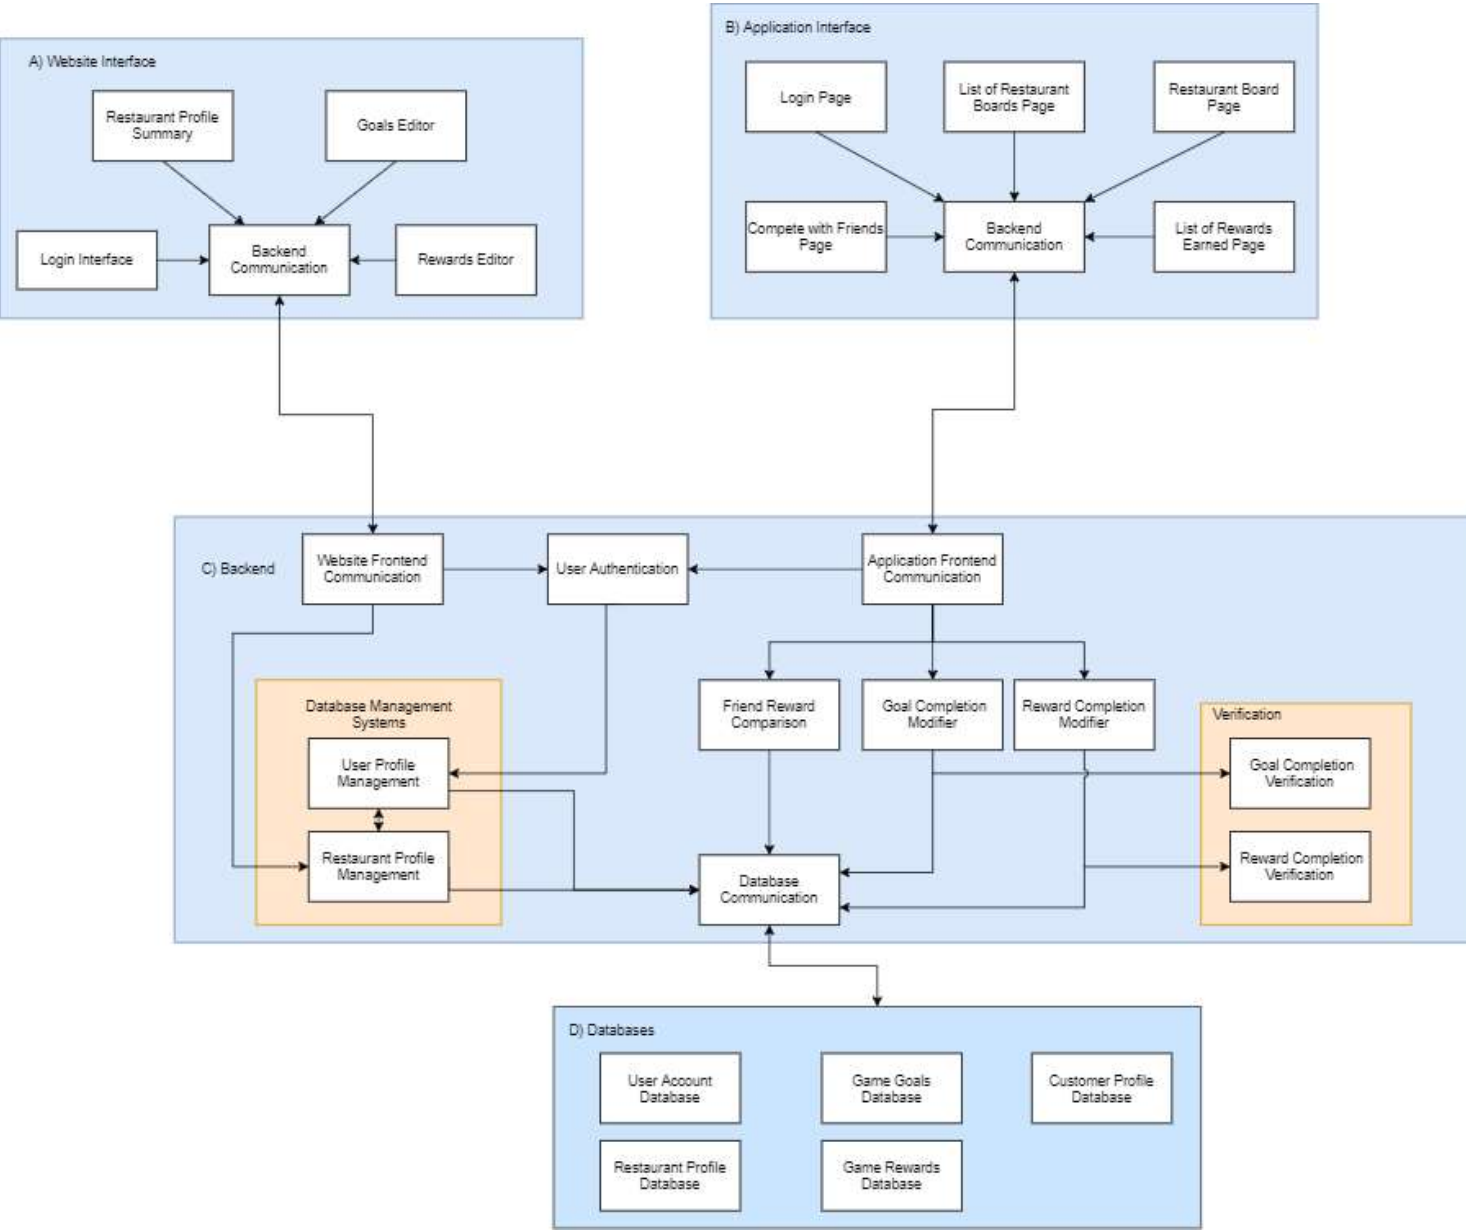 A) Website Interface
Restaurant Profile
Summary
Goals Editor
Login Interface
Backend
Communication
Rewards Editor
B) Application Interface
Login Page
List of Restaurant
Boards Page
Restaurant Board
Page
Compete with Friends
Page
Backend
Communication
List of Rewards
Earned Page
C) Backend
Website Frontend
Communication
User Authentication
Application Frontend
Communication
Database Management
Systems
User Profile
Management
Restaurant Profile
Management
Friend Reward
Comparison
Goal Completion
Modifier
Reward Completion
Modifier
Verification
Goal Completion
Verification
Reward Completion
Verification
Database
Communication
D) Databases
User Account
Database
Game Goals
Database
Customer Profile
Database
Restaurant Profile
Database
Game Rewards
Database